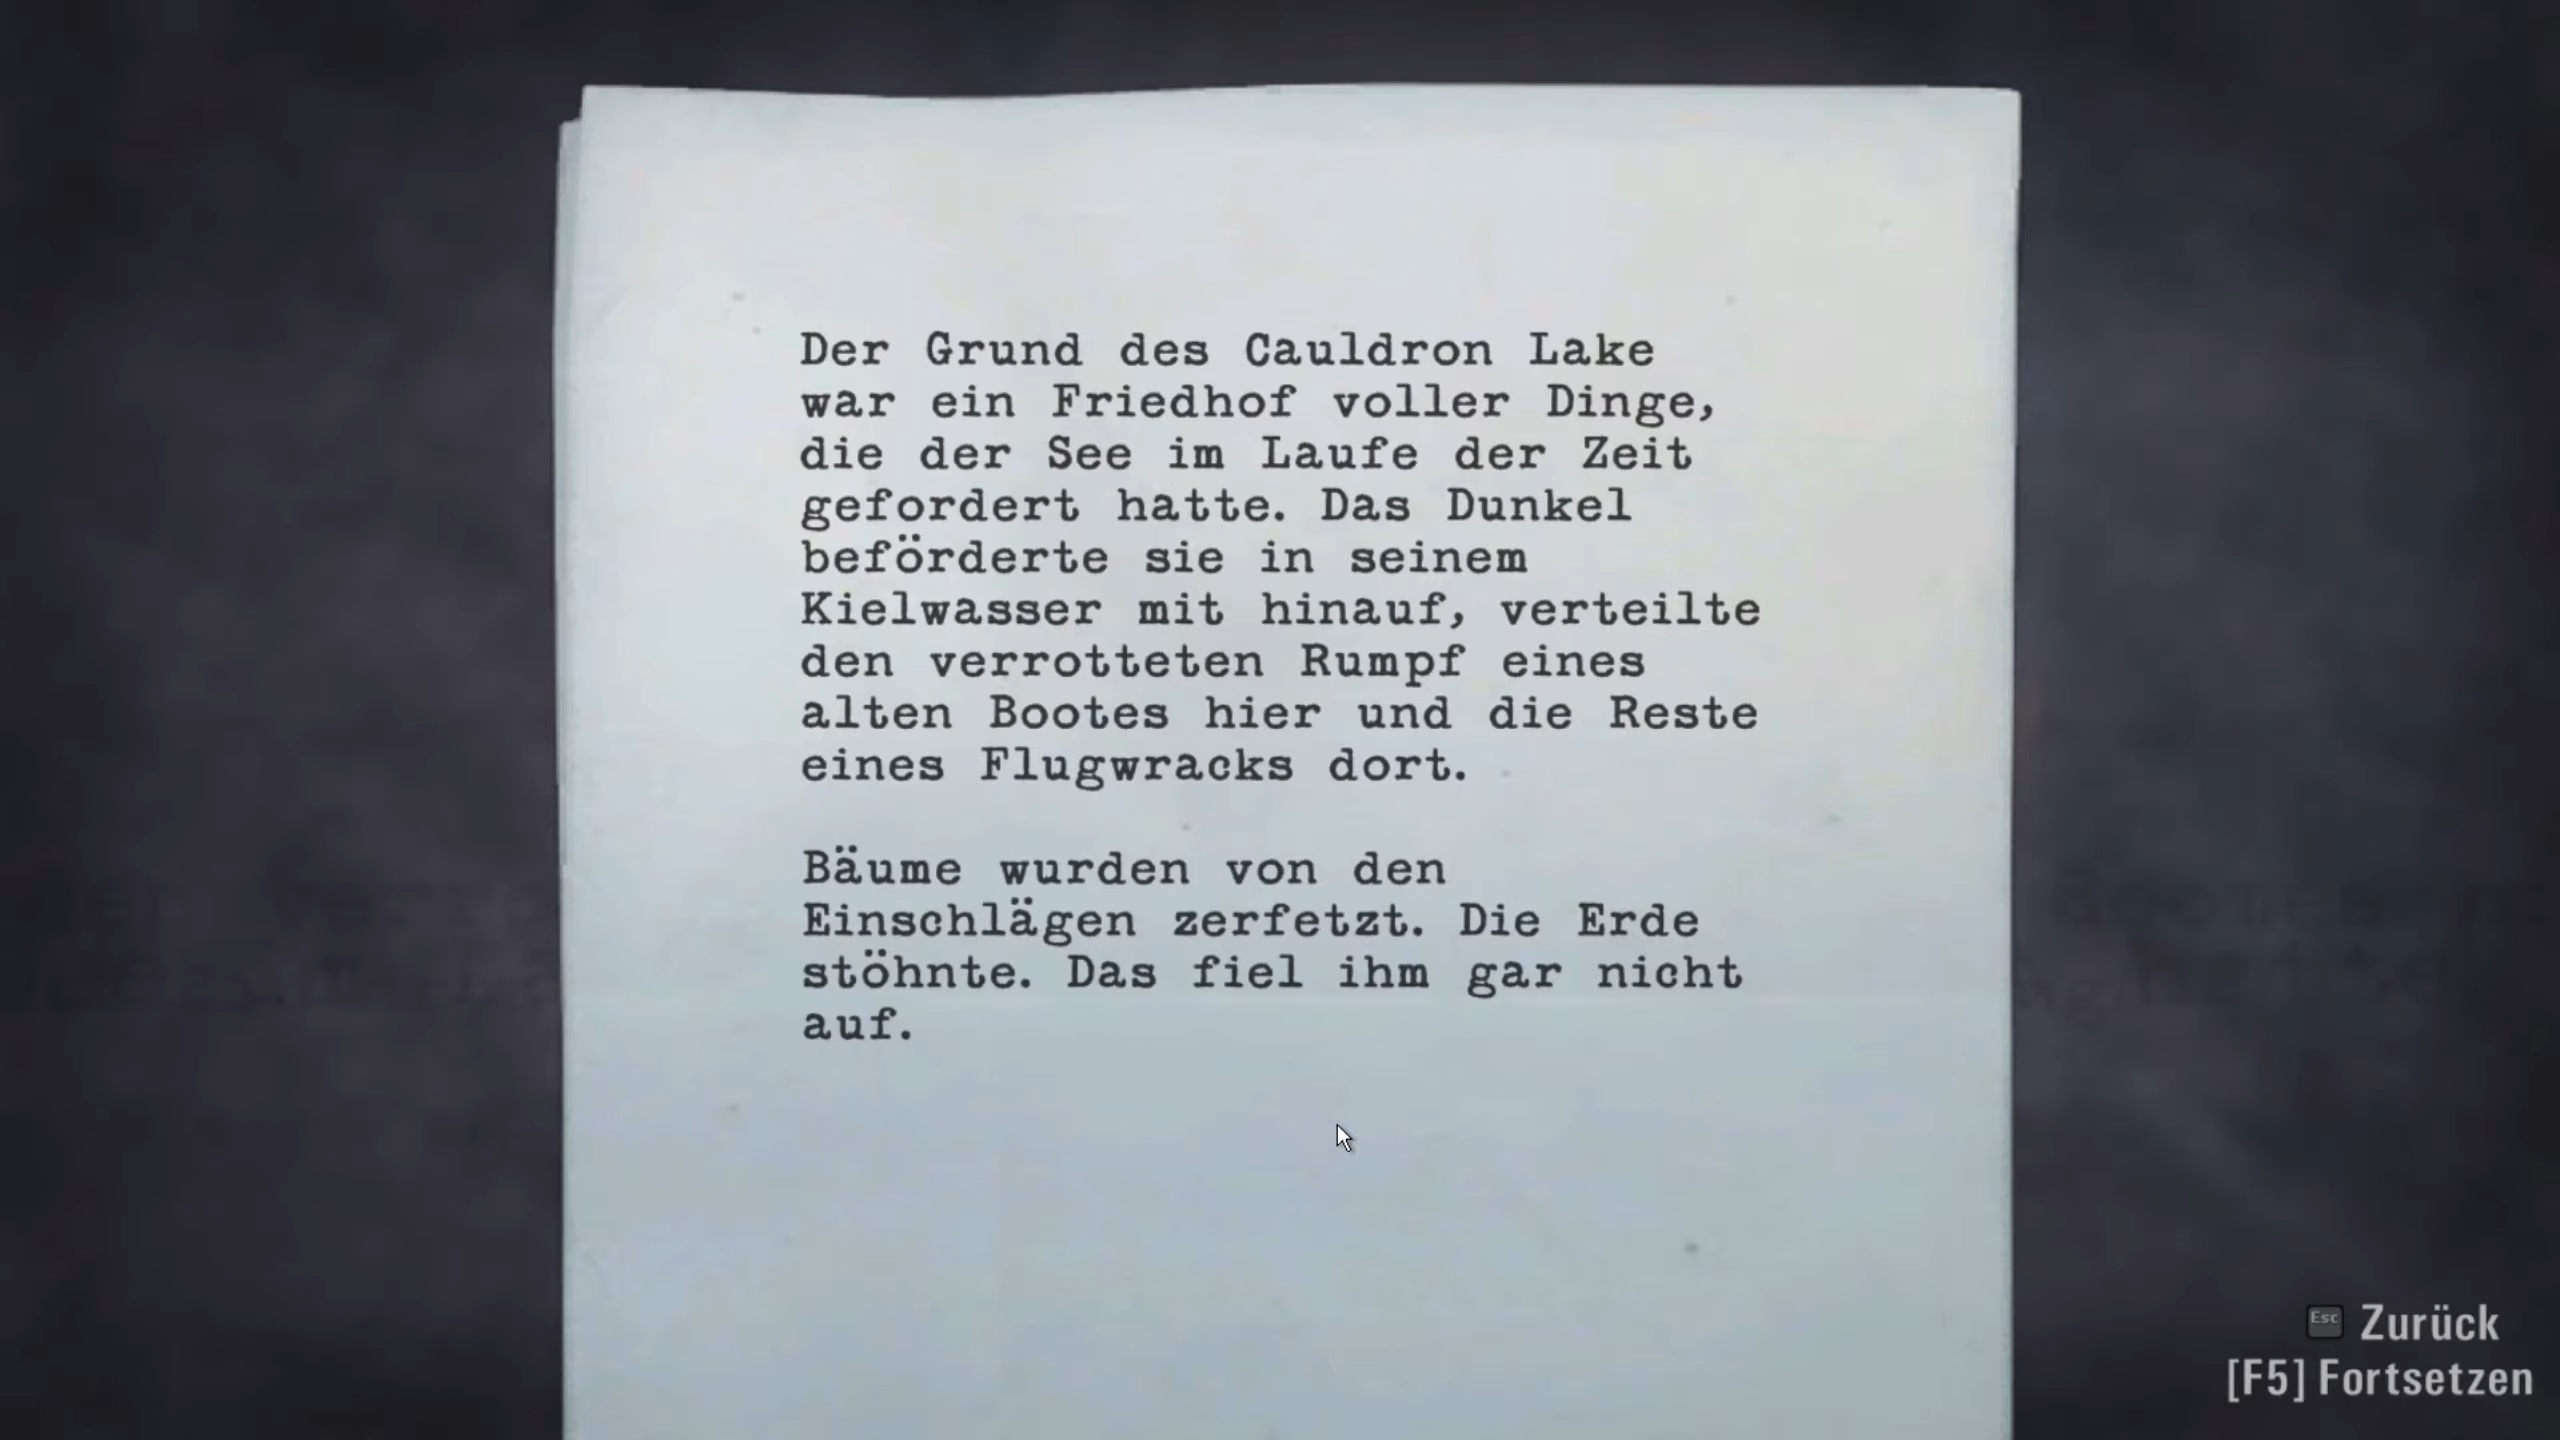 Der Grund des Cauldron Lake
war ein Friedhof voller Dinge,
die der See im Laufe der Zeit
gefordert hatte. Das Dunkel
beförderte sie in seinem
Kielwasser mit hinauf, verteilte
den verrotteten Rumpf eines
alten Bootes hier und die Reste
eines Flugwracks dort.
Bäume wurden von den
Einschlägen zerfetzt. Die Erde
stöhnte. Das fiel ihm gar nicht
auf.
Esc Zurück
[F5] Fortsetzen